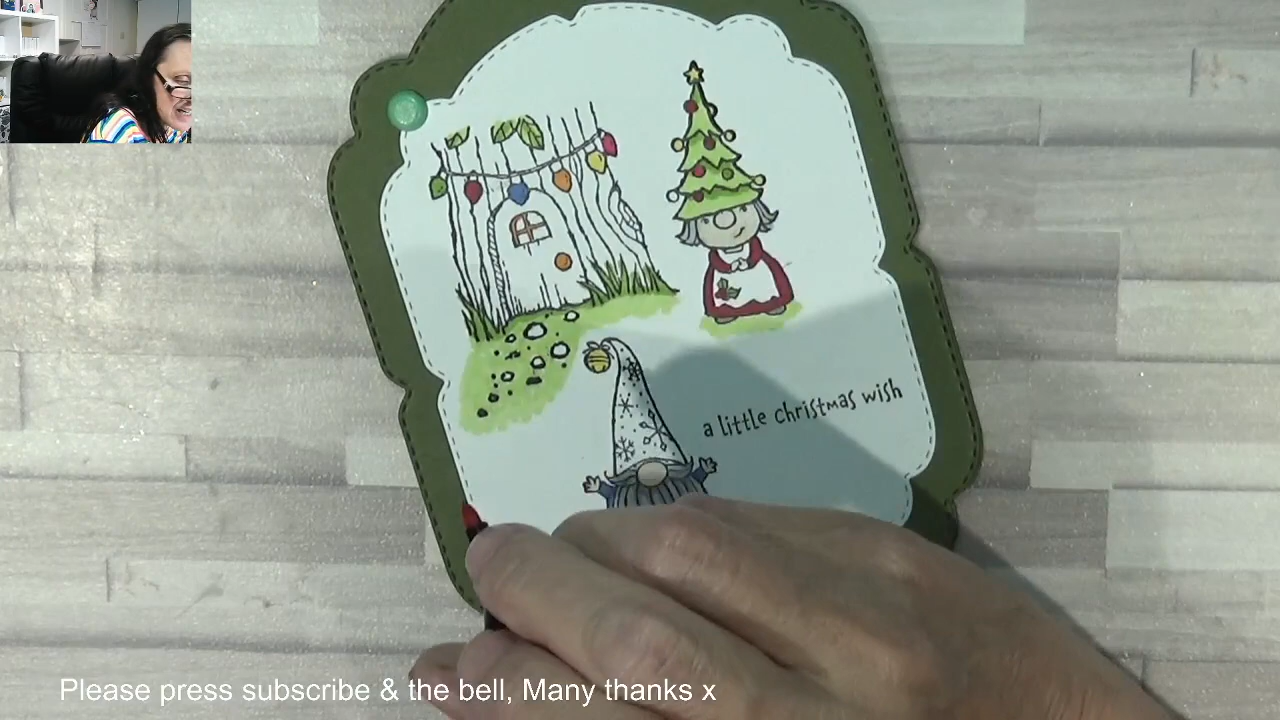 a little christmas wish
Please press subscribe & the bell, Many thanks x